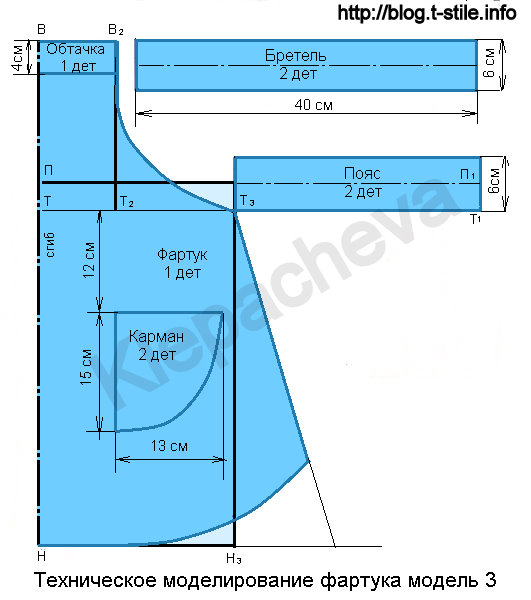 http://blog.t-stile.info
В
В2
4см
Обтачка
1 дет
Бретель
2 дет
6 см
40 см
П
Т
Т2
Т3
Пояс
2 дет
П1
6см
Т1
сгиб
12 см
Фартук
1 дет
Карман
2 дет
15 см
13 см
Н
Н3
Kiepacheva
Техническое моделирование фартука модель 3